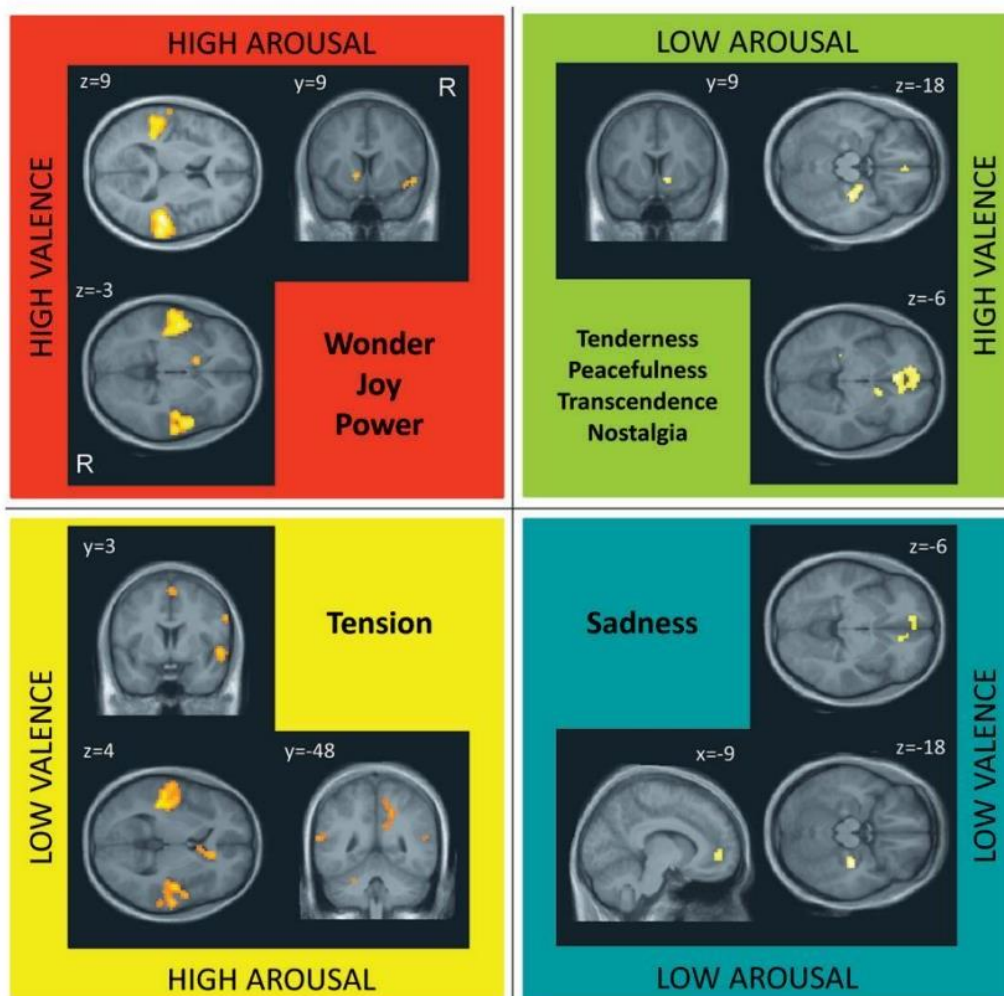 HIGH AROUSAL
HIGH VALENCE
z=9
y=9
R
z=-3
R
Wonder
Joy
Power
LOW AROUSAL
y=9
z=-18
HIGH VALENCE
z=-6
Tenderness
Peacefulness
Transcendence
Nostalgia
LOW VALENCE
y=3
Tension
z=4
y=-48
HIGH AROUSAL
Sadness
z=-6
x=-9
z=-18
LOW VALENCE
LOW AROUSAL